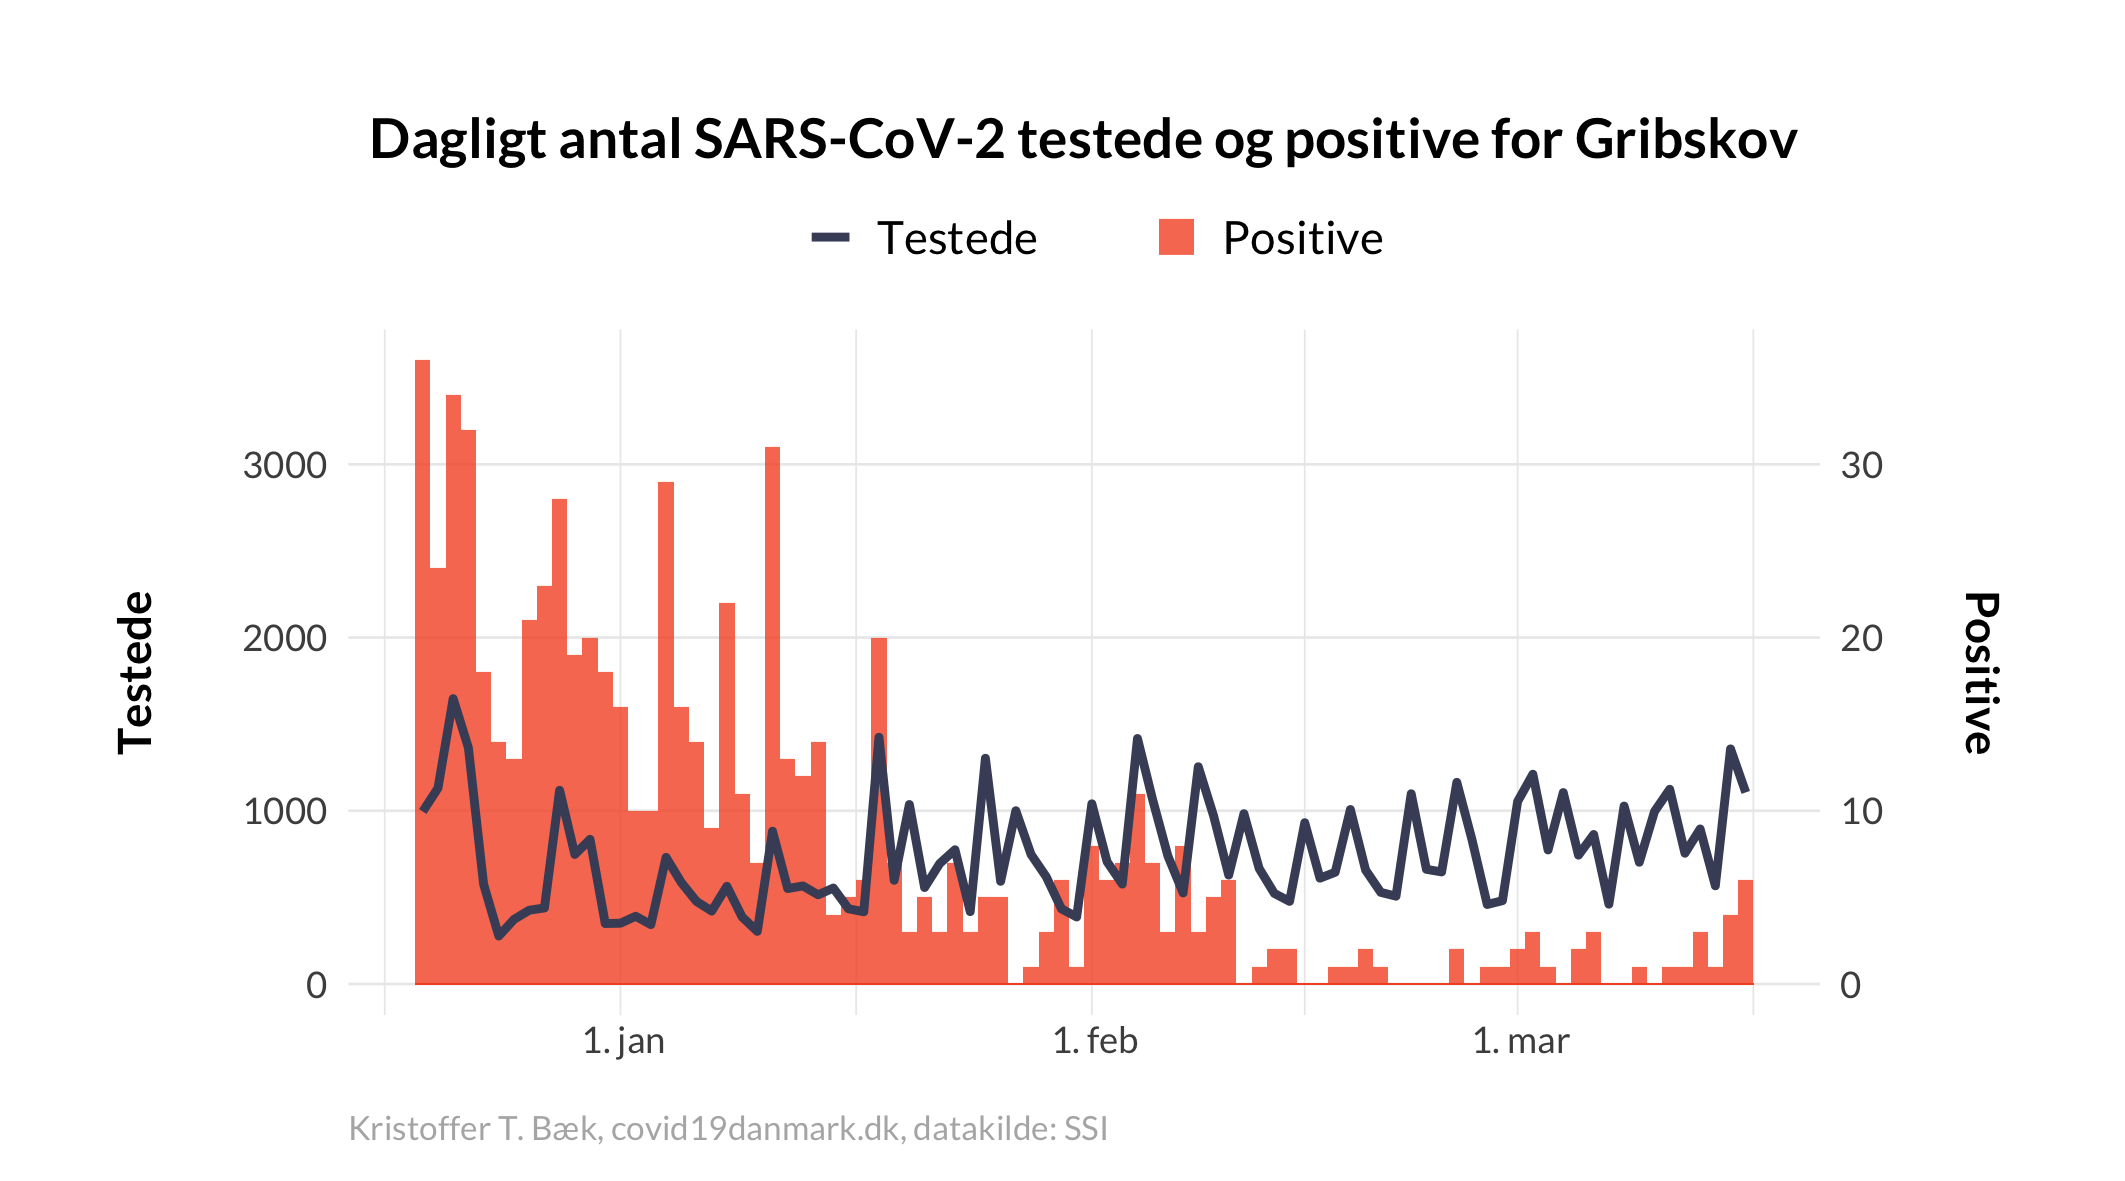 Dagligt antal SARS-CoV-2 testede og positive for Gribskov
Testede
Positive
3000
2000
1000
0
30
20
10
0
Testede
Positive
1. jan
1. feb
1. mar
Kristoffer T. Bæk, covid19danmark.dk, datakilde: SSI